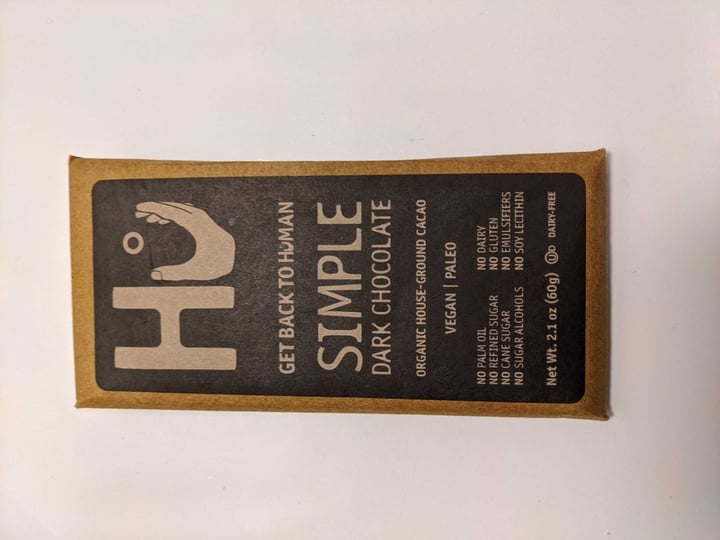 Hu
GET BACK TO HUMAN
SIMPLE
DARK CHOCOLATE
ORGANIC HOUSE-GROUND CACAO
VEGAN | PALEO
NO PALM OIL
NO REFINED SUGAR
NO CANE SUGAR
NO SUGAR ALCOHOLS
NO DAIRY
NO GLUTEN
NO EMULSIFIERS
NO SOY LECITHIN
Net Wt. 2.1 oz (60g) U D DAIRY-FREE